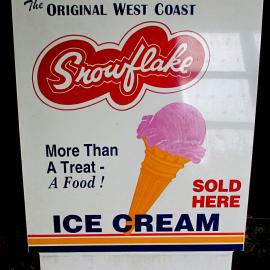 The ORIGINAL WEST COAST
Snowflake
More Than
A Treat -
A Food !
SOLD
HERE
ICE CREAM